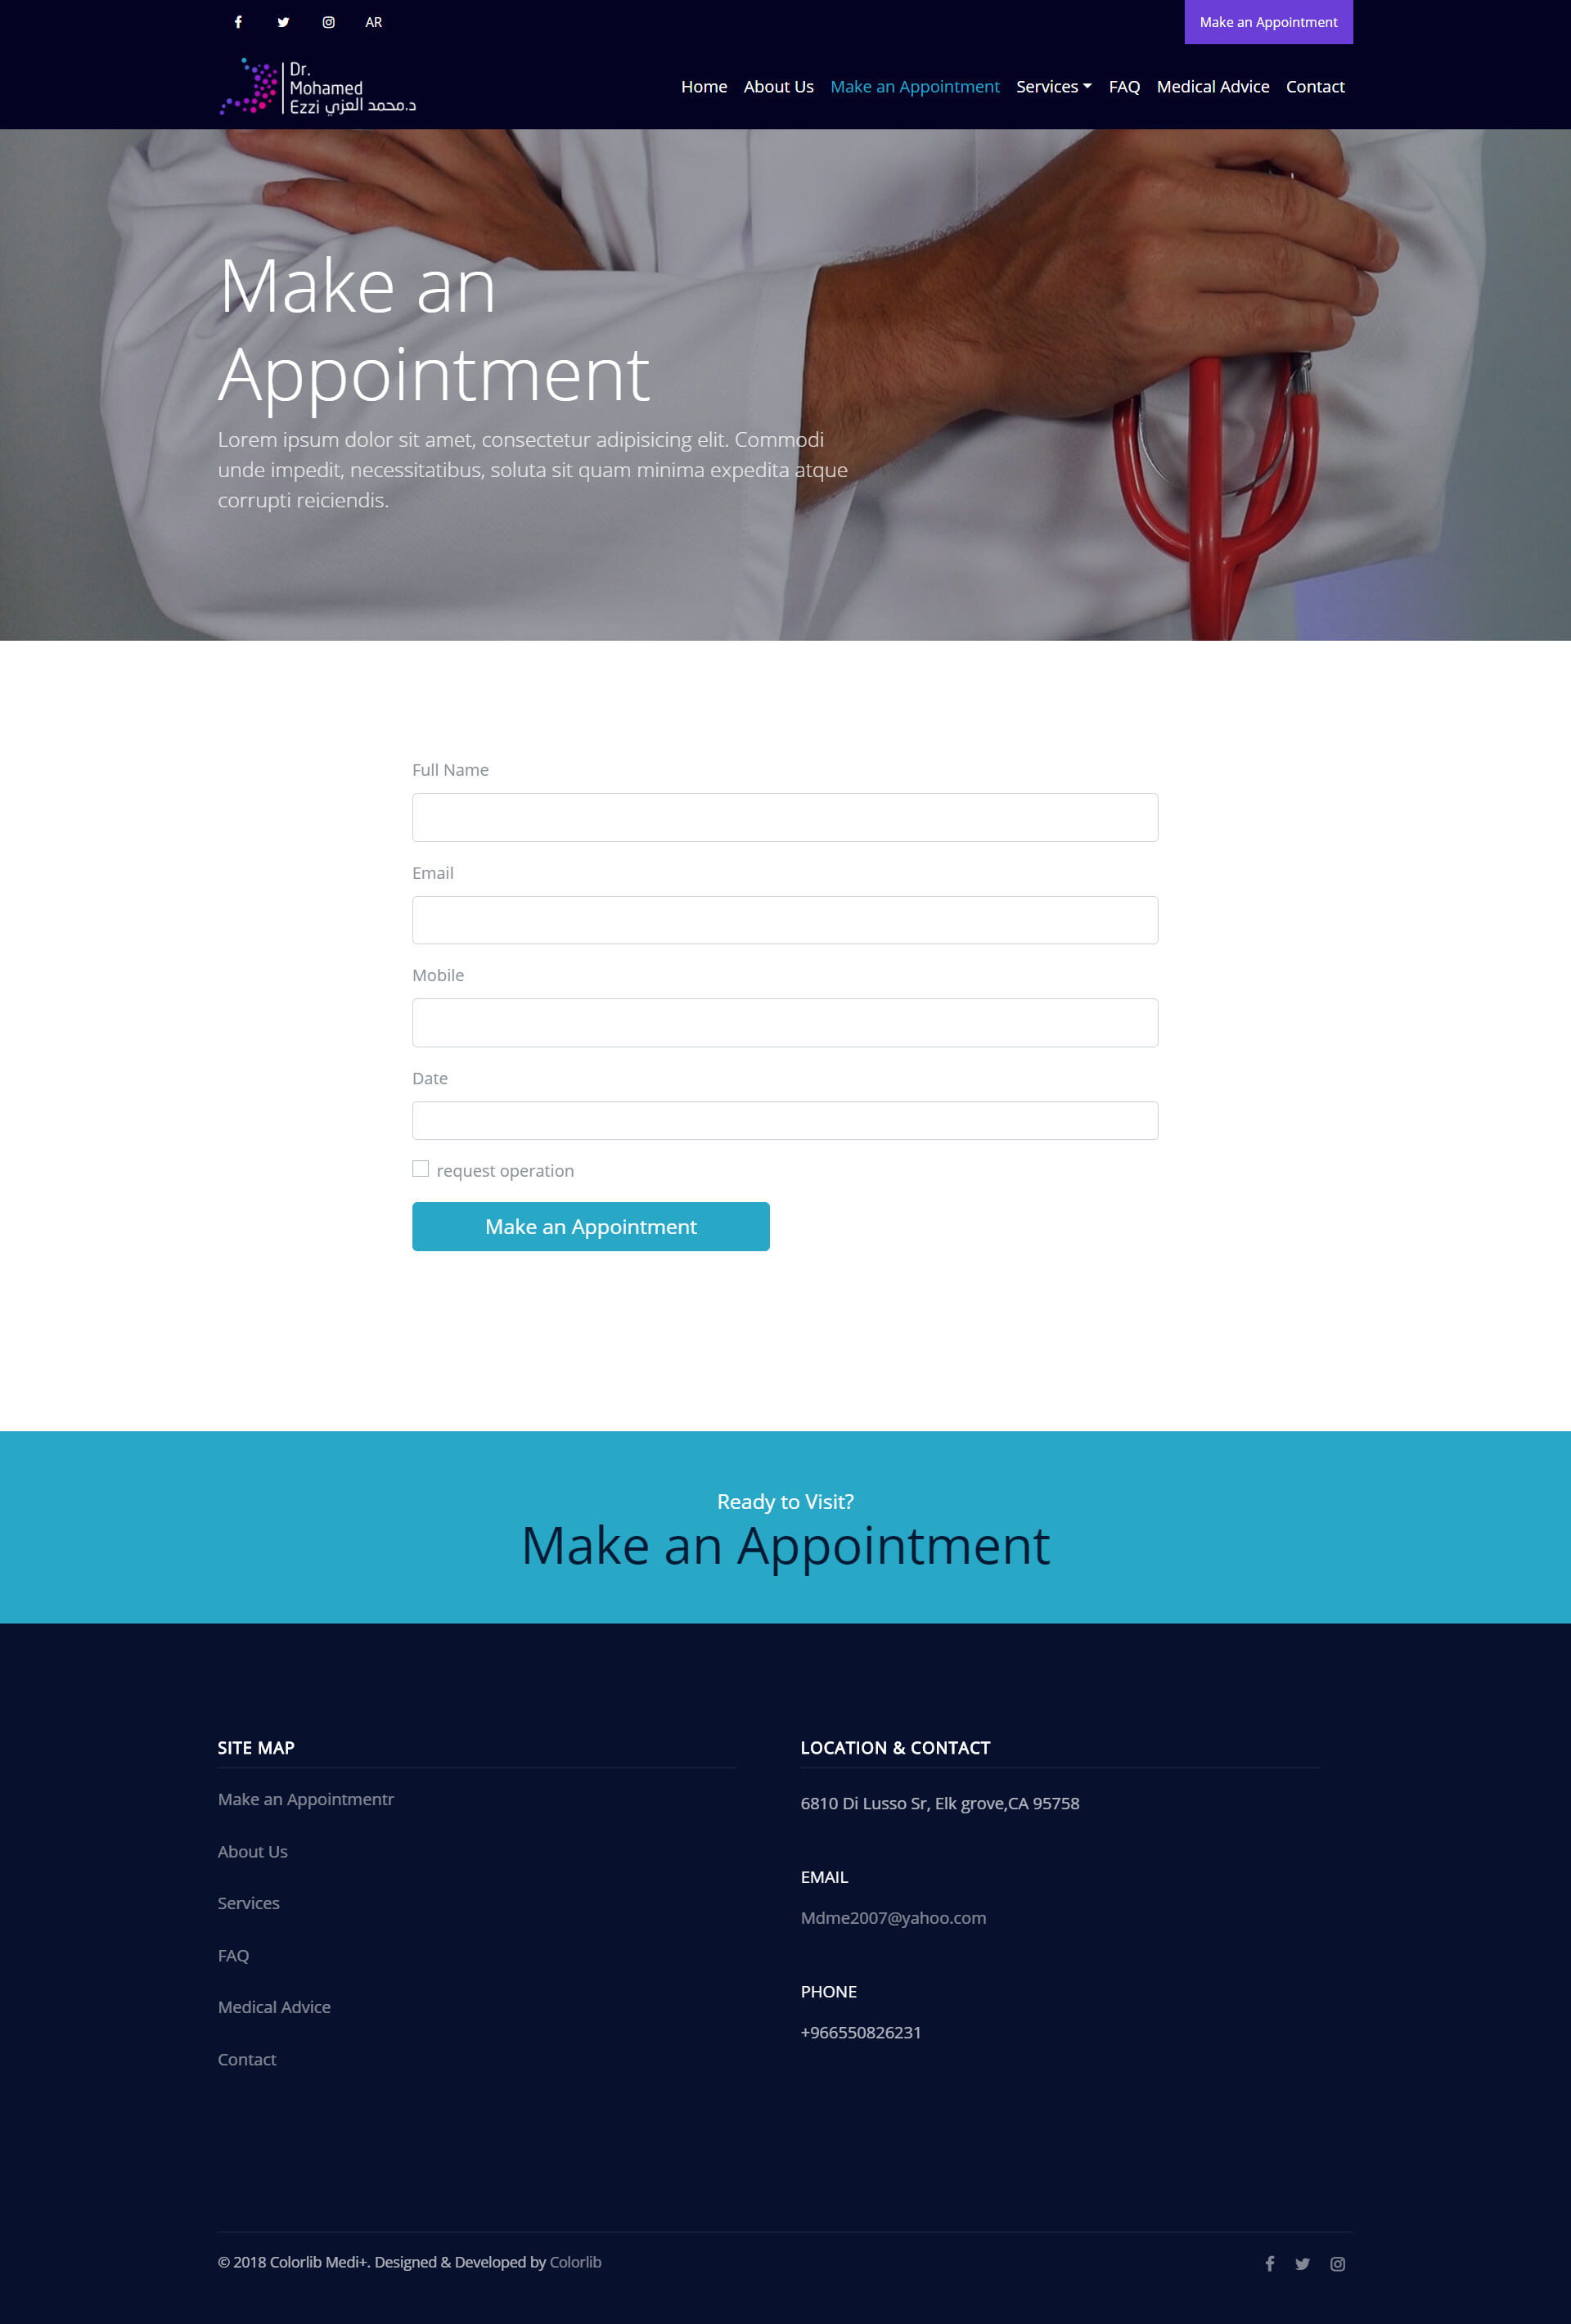 AR
Make an Appointment
Dr.
Mohamed
Ezzi د.محمد العزي
Home About Us Make an Appointment Services FAQ Medical Advice Contact
Make an
Appointment
Lorem ipsum dolor sit amet, consectetur adipisicing elit. Commodi
unde impedit, necessitatibus, soluta sit quam minima expedita atque
corrupti reiciendis.
Full Name
Email
Mobile
Date
request operation
Make an Appointment
Ready to Visit?
Make an Appointment
SITE MAP
Make an Appointmentr
About Us
Services
FAQ
Medical Advice
Contact
LOCATION & CONTACT
6810 Di Lusso Sr, Elk grove,CA 95758
EMAIL
Mdme2007@yahoo.com
PHONE
+966550826231
© 2018 Colorlib Medi+. Designed & Developed by Colorlib